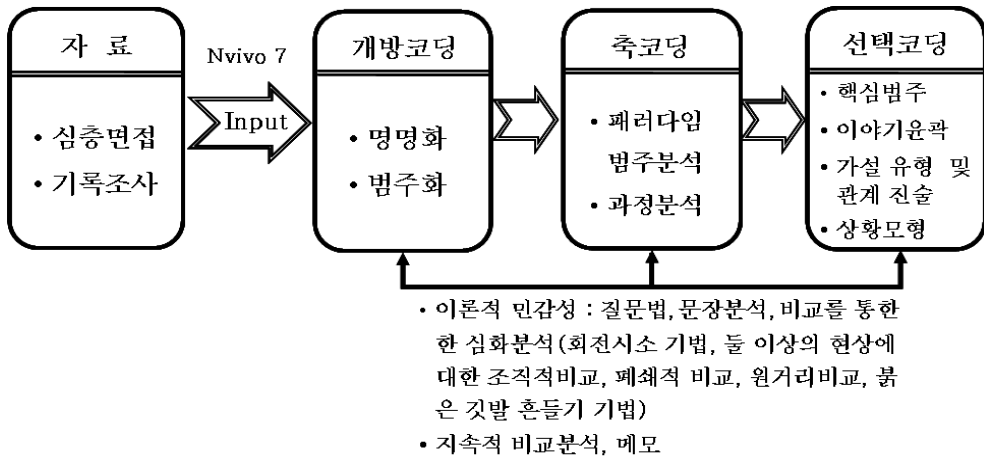 자 료
• 심층면접
• 기록조사
Nvivo 7
Input
개방코딩
• 명명화
• 범주화
축코딩
• 패러다임
범주분석
• 과정분석
선택코딩
• 핵심범주
• 이야기윤곽
• 가설 유형 및
관계 진술
• 상황모형
• 이론적 민감성 : 질문법, 문장분석, 비교를 통한
한 심화분석(회전시소 기법, 둘 이상의 현상에
대한 조직적비교, 폐쇄적 비교, 원거리비교, 붉
은 깃발 흔들기 기법)
• 지속적 비교분석, 메모